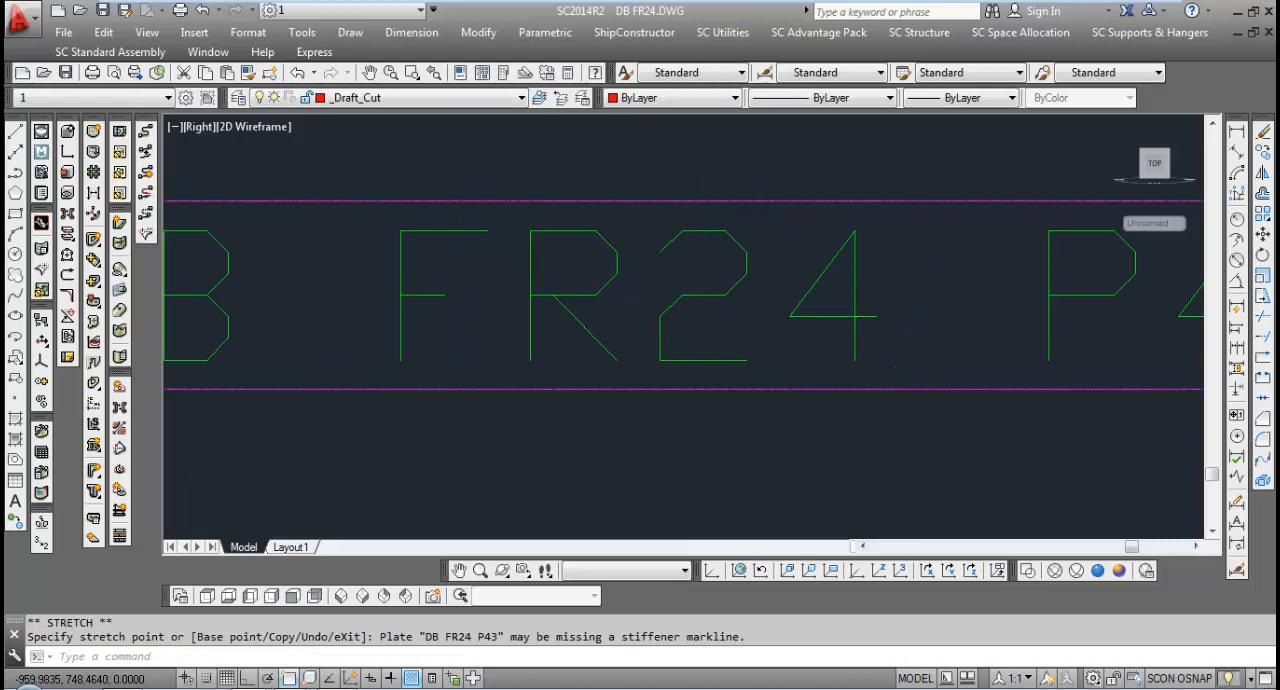 1
SC2014R2 DB FR24.DWG
Type a keyword or phrase
Sign In
File Edit View Insert Format Tools Draw Dimension Modify Parametric ShipConstructor SC Utilities SC Advantage Pack SC Structure SC Space Allocation SC Supports & Hangers
SC Standard Assembly Window Help Express
Standard Standard Standard Standard
1 _Draft_Cut ByLayer ByLayer ByLayer ByColor
[−][Right][2D Wireframe]
TOP
Unnamed
B FR24 P4
Model Layout1
** STRETCH **
Specify stretch point or [Base point/Copy/Undo/eXit]: Plate "DB FR24 P43" may be missing a stiffener markline.
Type a command
-959.9835, 748.4640, 0.0000 MODEL 1:1 SCON OSNAP